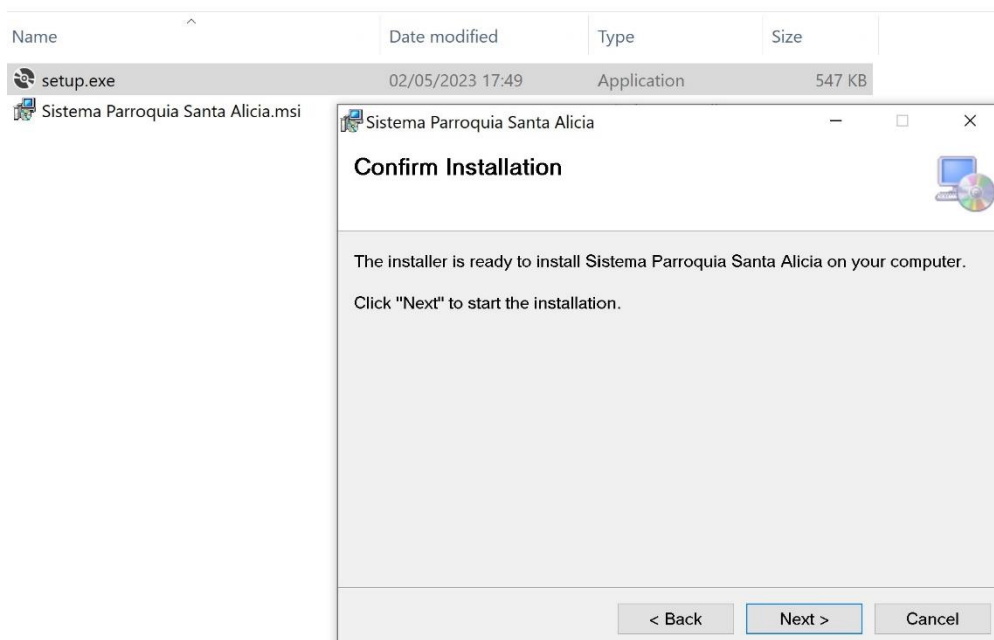 Name Date modified Type Size
setup.exe 02/05/2023 17:49 Application 547 KB
Sistema Parroquia Santa Alicia.msi
Sistema Parroquia Santa Alicia
Confirm Installation
The installer is ready to install Sistema Parroquia Santa Alicia on your computer.
Click "Next" to start the installation.
< Back Next > Cancel